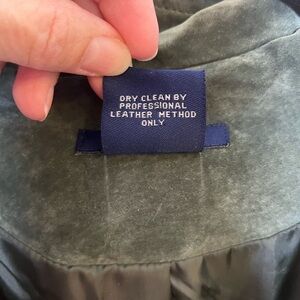 DRY CLEAN BY
PROFESSIONAL
LEATHER METHOD
ONLY